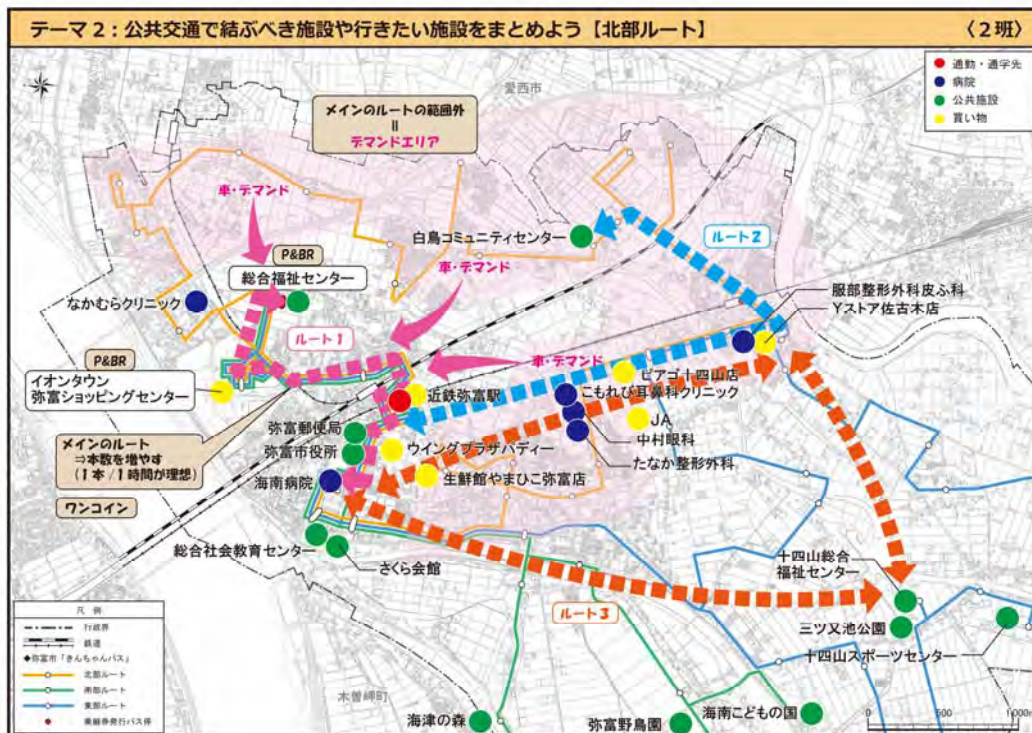 テーマ2：公共交通で結ぶべき施設や行きたい施設をまとめよう【北部ルート】 〈2班〉
通勤・通学先
病院
公共施設
買い物
愛西市
メインのルートの範囲外
＝
デマンドエリア
車・デマンド
白鳥コミュニティセンター
ルート2
P&BR
総合福祉センター
車・デマンド
なかむらクリニック
服部整形外科皮ふ科
Yストア佐古木店
ルート1
P&BR
イオンタウン
弥富ショッピングセンター
車・デマンド
ピアゴ十四山店
近鉄弥富駅
こもれび耳鼻科クリニック
JA
弥富郵便局
中村眼科
メインのルート
⇒本数を増やす
（1本/1時間が理想）
弥富市役所
ウイングプラザパディー
たなか整形外科
海南病院
生鮮館やまひこ弥富店
ワンコイン
総合社会教育センター
さくら会館
十四山総合
福祉センター
ルート3
三ツ又池公園
十四山スポーツセンター
凡例
行政界
鉄道
◆弥富市「きんちゃんバス」
北部ルート
南部ルート
東部ルート
乗継券発行バス停
木曽岬町
海津の森
弥富野鳥園
海南こどもの国
0 500 1,000m